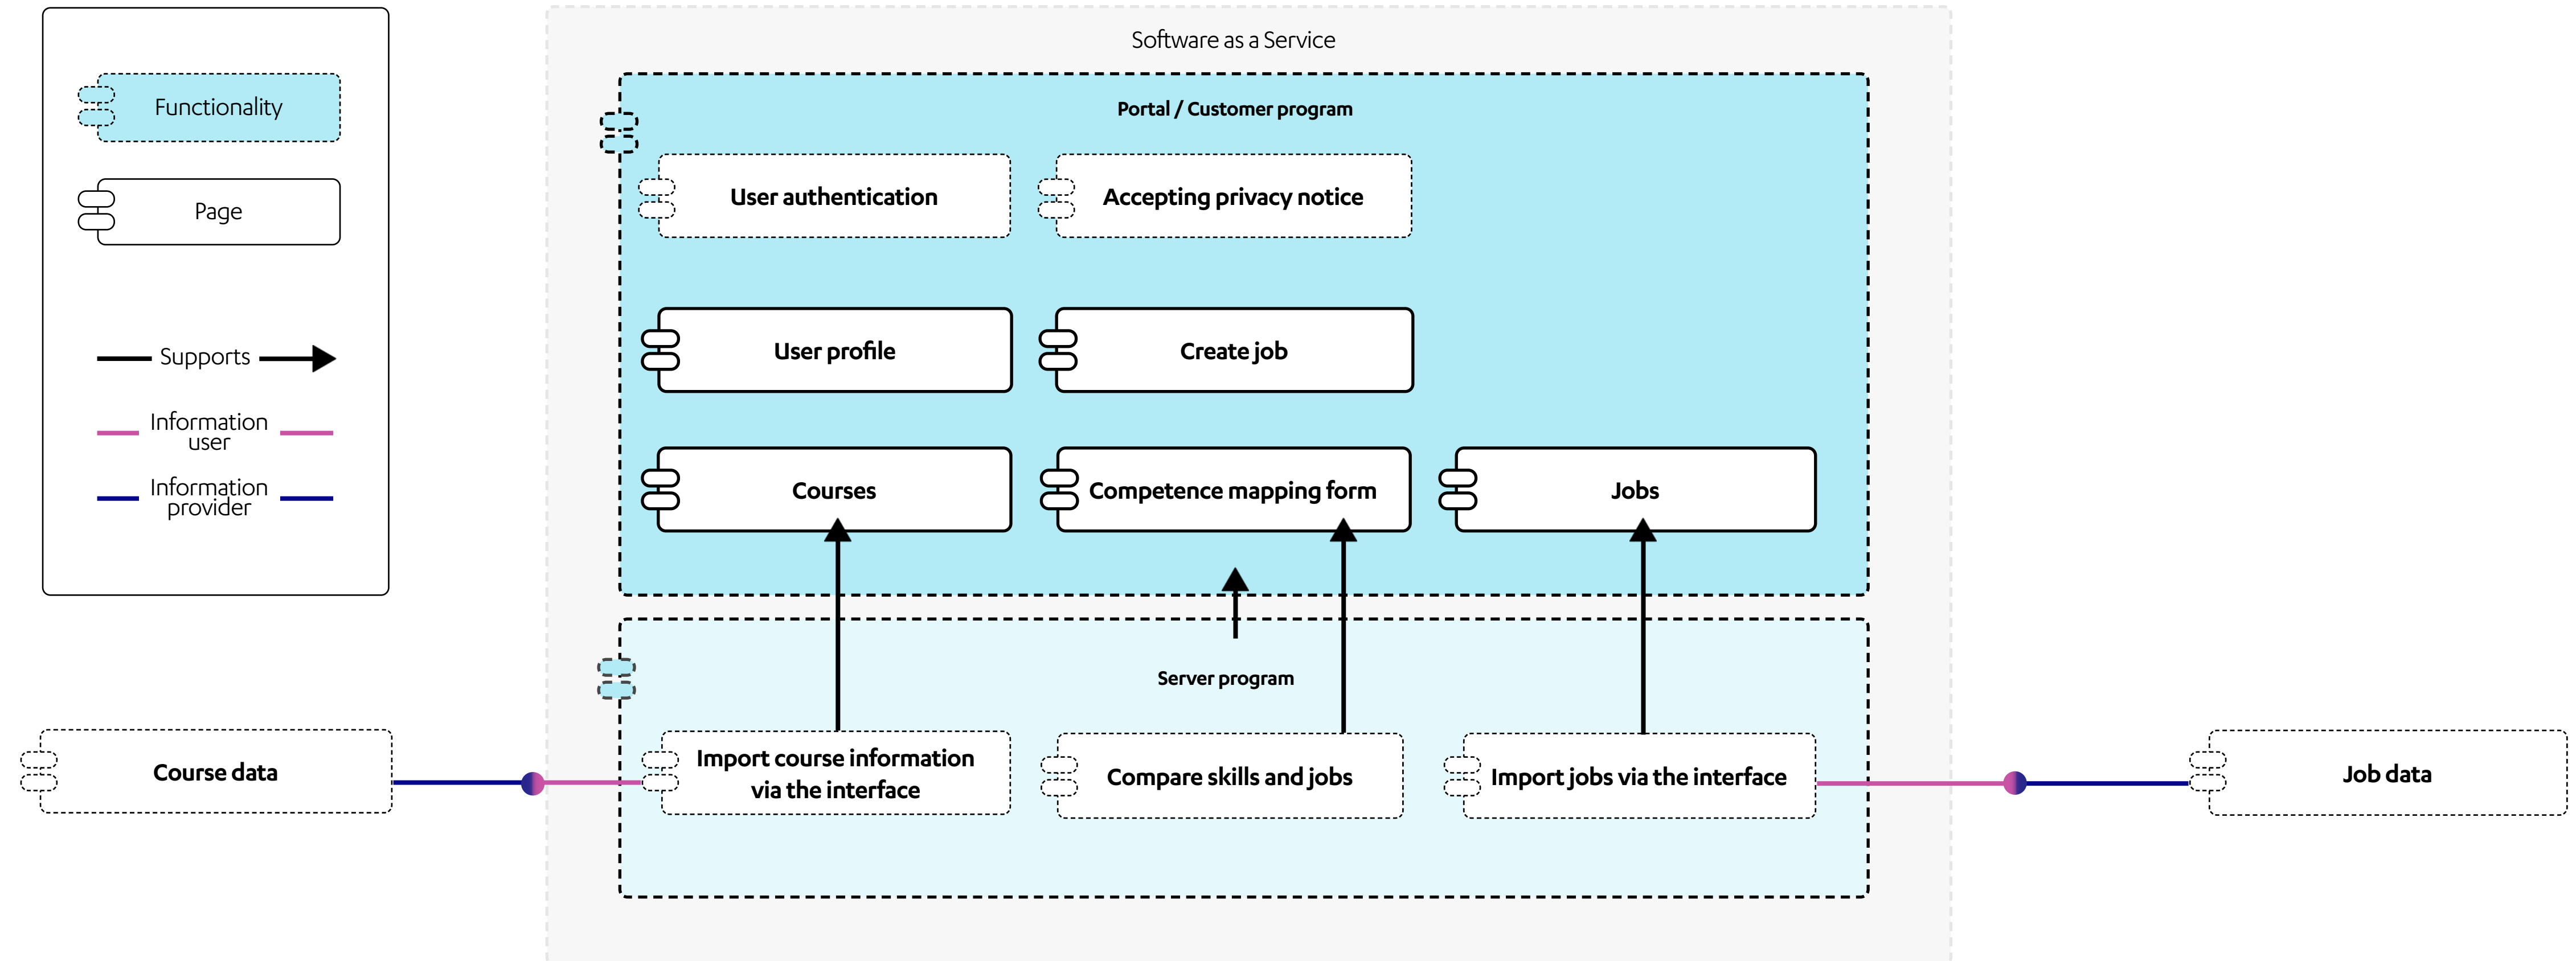 Functionality
Page
Supports
Information
user
Information
provider
Software as a Service
Portal / Customer program
User authentication
Accepting privacy notice
User profile
Create job
Courses
Competence mapping form
Jobs
Server program
Course data
Import course information
via the interface
Compare skills and jobs
Import jobs via the interface
Job data